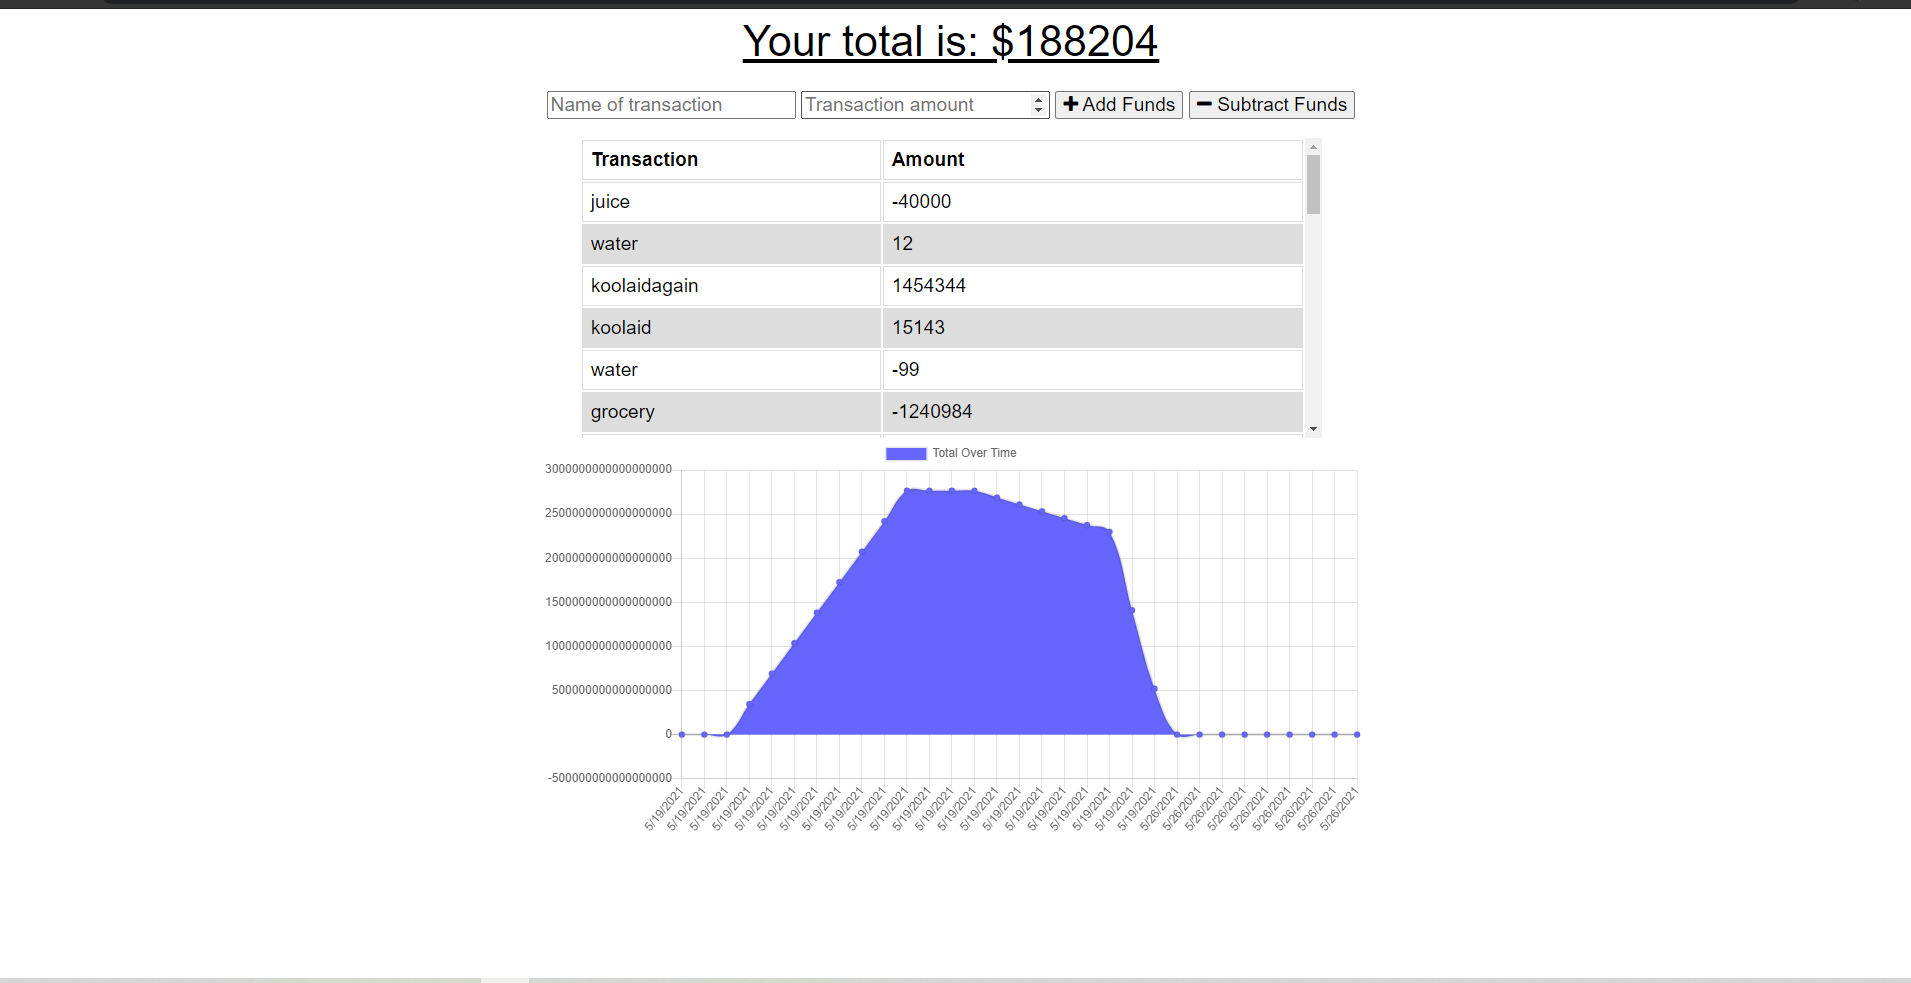 Your total is: $188204
Name of transaction Transaction amount Add Funds Subtract Funds
Transaction Amount
juice -40000
water 12
koolaidagain 1454344
koolaid 15143
water -99
grocery -1240984
Total Over Time
3000000000000000000
2500000000000000000
2000000000000000000
1500000000000000000
1000000000000000000
500000000000000000
0
-500000000000000000
5/19/2021 5/19/2021 5/19/2021 5/19/2021 5/19/2021 5/19/2021 5/19/2021 5/19/2021 5/19/2021 5/19/2021 5/19/2021 5/19/2021 5/19/2021 5/19/2021 5/19/2021 5/19/2021 5/19/2021 5/19/2021 5/19/2021 5/19/2021 5/19/2021 5/19/2021 5/26/2021 5/26/2021 5/26/2021 5/26/2021 5/26/2021 5/26/2021 5/26/2021 5/26/2021 5/26/2021